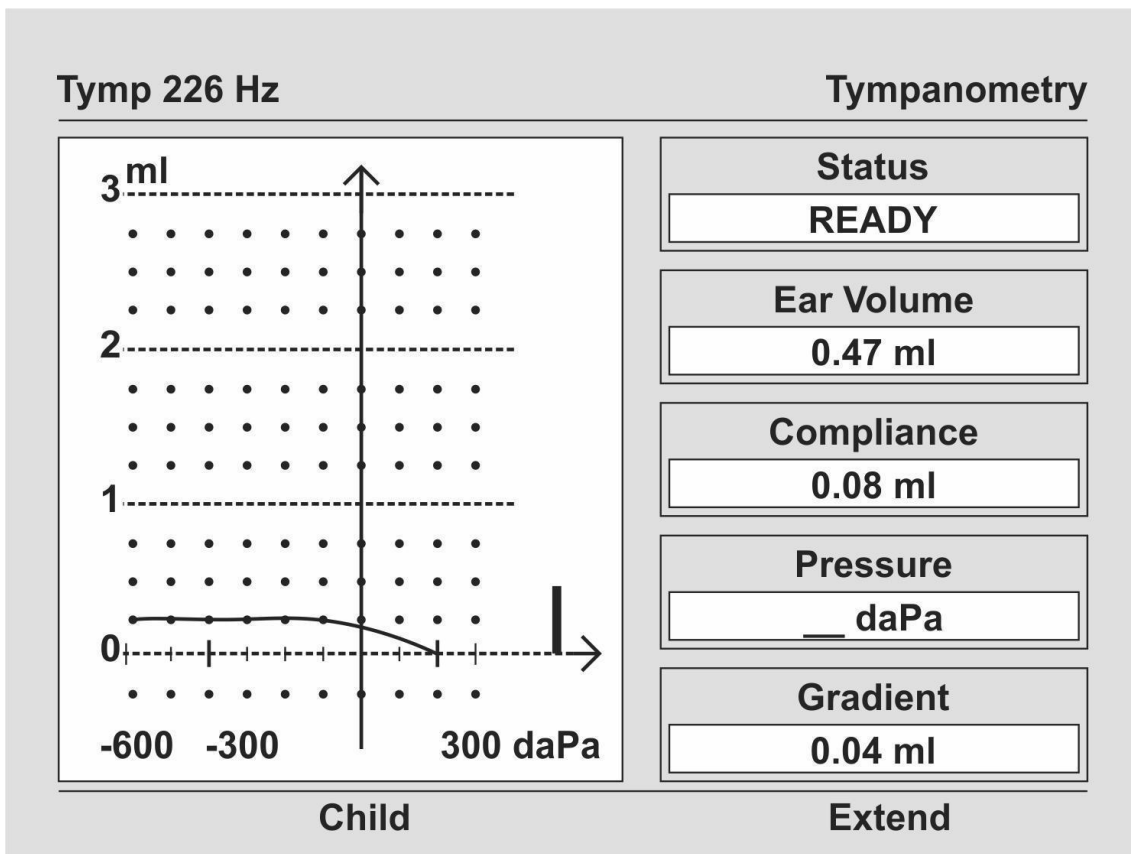 Tymp 226 Hz
Tympanometry
ml
3
2
1
0
-600 -300 300 daPa
Status
READY
Ear Volume
0.47 ml
Compliance
0.08 ml
Pressure
__ daPa
Gradient
0.04 ml
Child
Extend